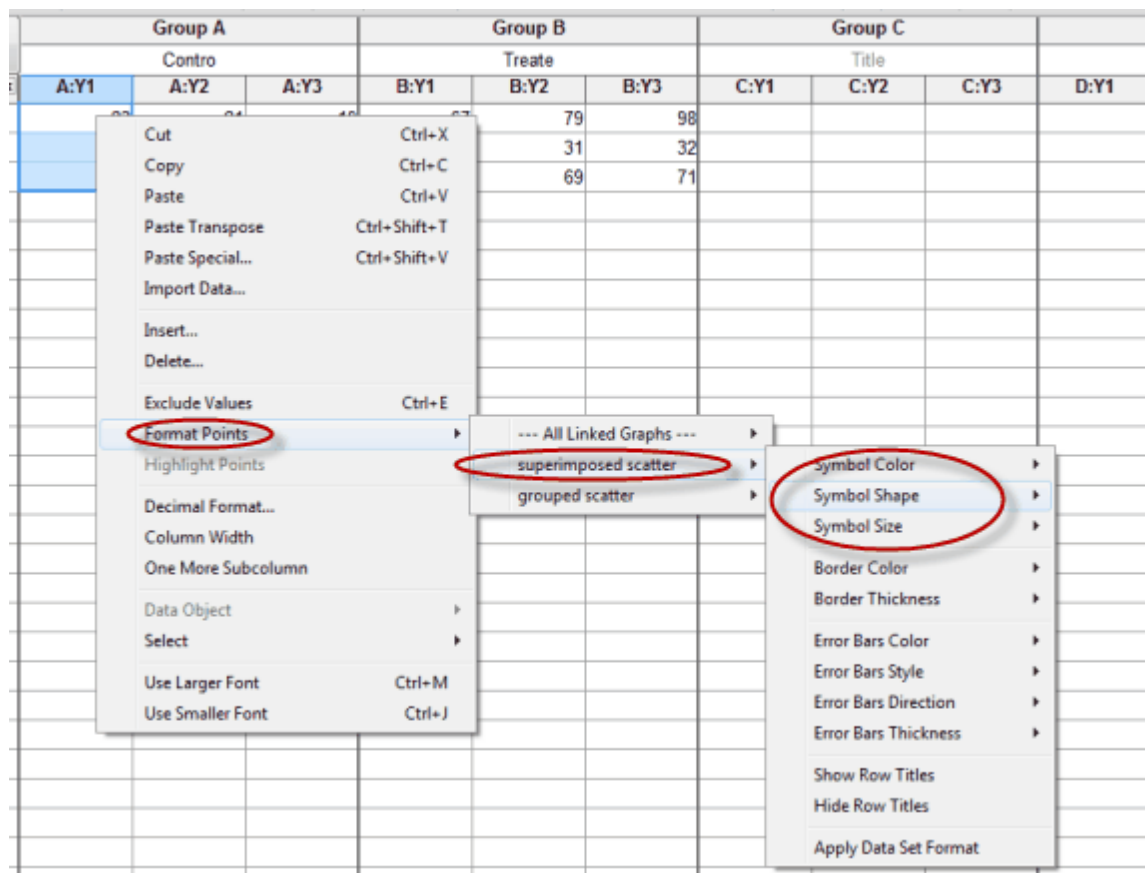 Group A Group B Group C
Contro Treate Title
A:Y1 A:Y2 A:Y3 B:Y1 B:Y2 B:Y3 C:Y1 C:Y2 C:Y3 D:Y1
79 98
31 32
69 71
Cut Ctrl+X
Copy Ctrl+C
Paste Ctrl+V
Paste Transpose Ctrl+Shift+T
Paste Special... Ctrl+Shift+V
Import Data...
Insert...
Delete...
Exclude Values Ctrl+E
Format Points
Highlight Points
Decimal Format...
Column Width
One More Subcolumn
Data Object
Select
Use Larger Font Ctrl+M
Use Smaller Font Ctrl+J
--- All Linked Graphs ---
superimposed scatter
grouped scatter
Symbol Color
Symbol Shape
Symbol Size
Border Color
Border Thickness
Error Bars Color
Error Bars Style
Error Bars Direction
Error Bars Thickness
Show Row Titles
Hide Row Titles
Apply Data Set Format